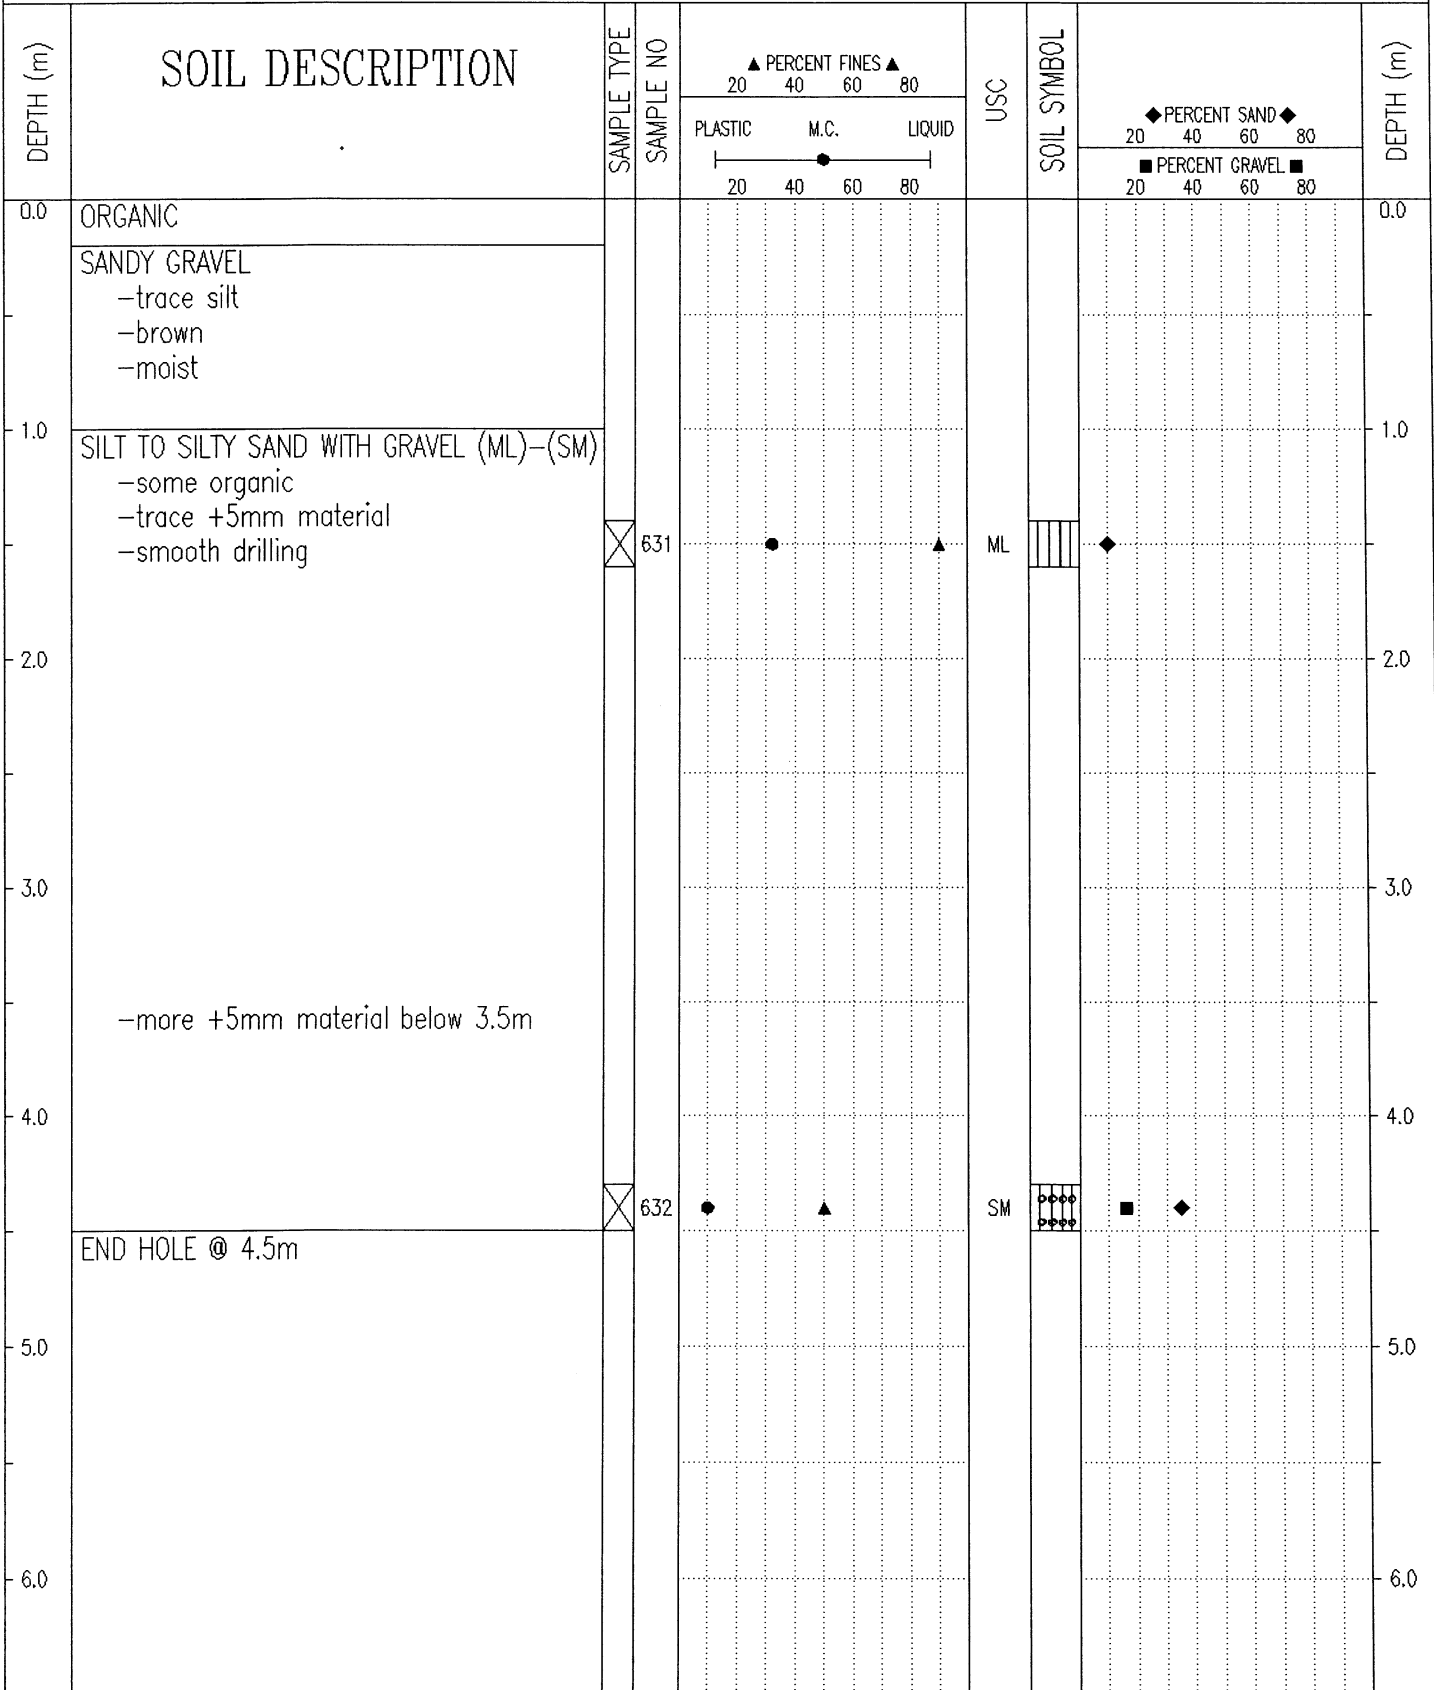 DEPTH (m)
SOIL DESCRIPTION
SAMPLE TYPE
SAMPLE NO
▲ PERCENT FINES ▲
20 40 60 80
PLASTIC M.C. LIQUID
20 40 60 80
USC
SOIL SYMBOL
◆ PERCENT SAND ◆
20 40 60 80
■ PERCENT GRAVEL ■
20 40 60 80
DEPTH (m)
0.0 ORGANIC 0.0
SANDY GRAVEL
-trace silt
-brown
-moist
1.0 1.0
SILT TO SILTY SAND WITH GRAVEL (ML)-(SM)
-some organic
-trace +5mm material
-smooth drilling 631 ML
2.0 2.0
3.0 3.0
-more +5mm material below 3.5m
4.0 4.0
632 SM
END HOLE @ 4.5m
5.0 5.0
6.0 6.0